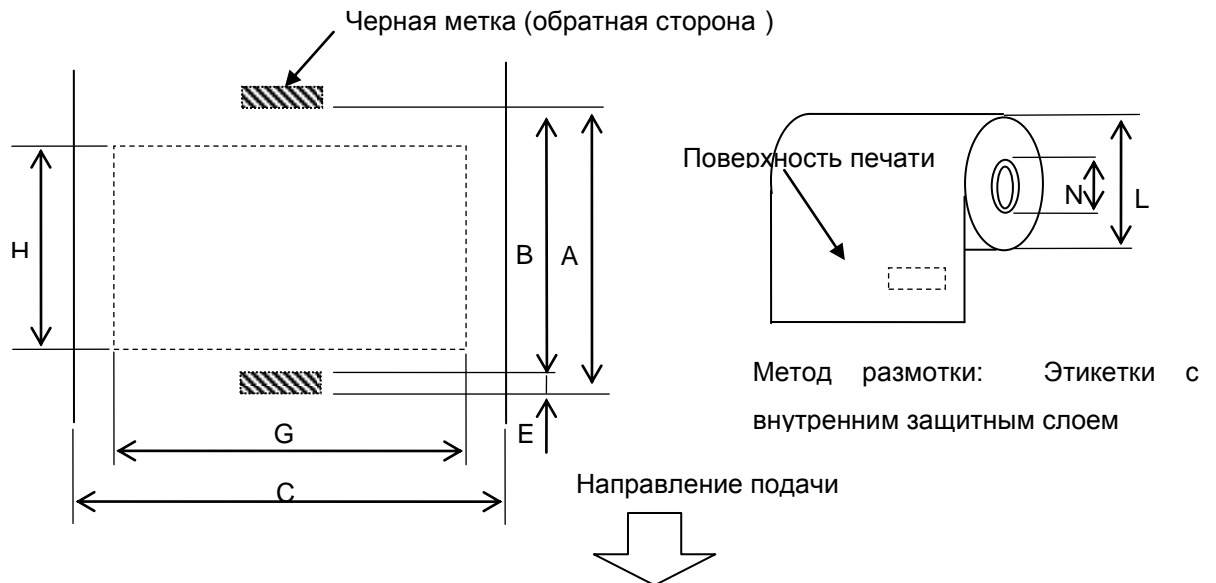 Черная метка (обратная сторона )
Поверхность печати
H
B
A
N
L
E
G
C
Метод размотки: Этикетки с
внутренним защитным слоем
Направление подачи